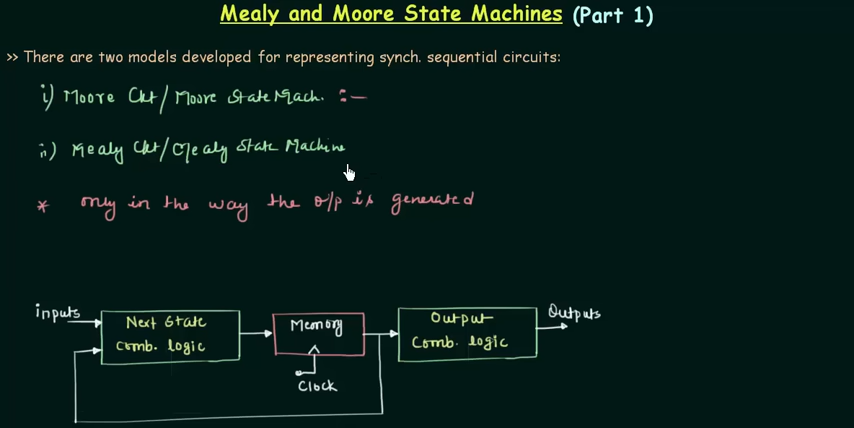 Mealy and Moore State Machines (Part 1)
>> There are two models developed for representing synch. sequential circuits:
i) Moore Ckt/Moore State Mach. :-
ii) Mealy Ckt/Mealy State Machine
* only in the way the o/p is generated
inputs
Next State
Comb. logic
Memory
Clock
Output
Comb. logic
Outputs